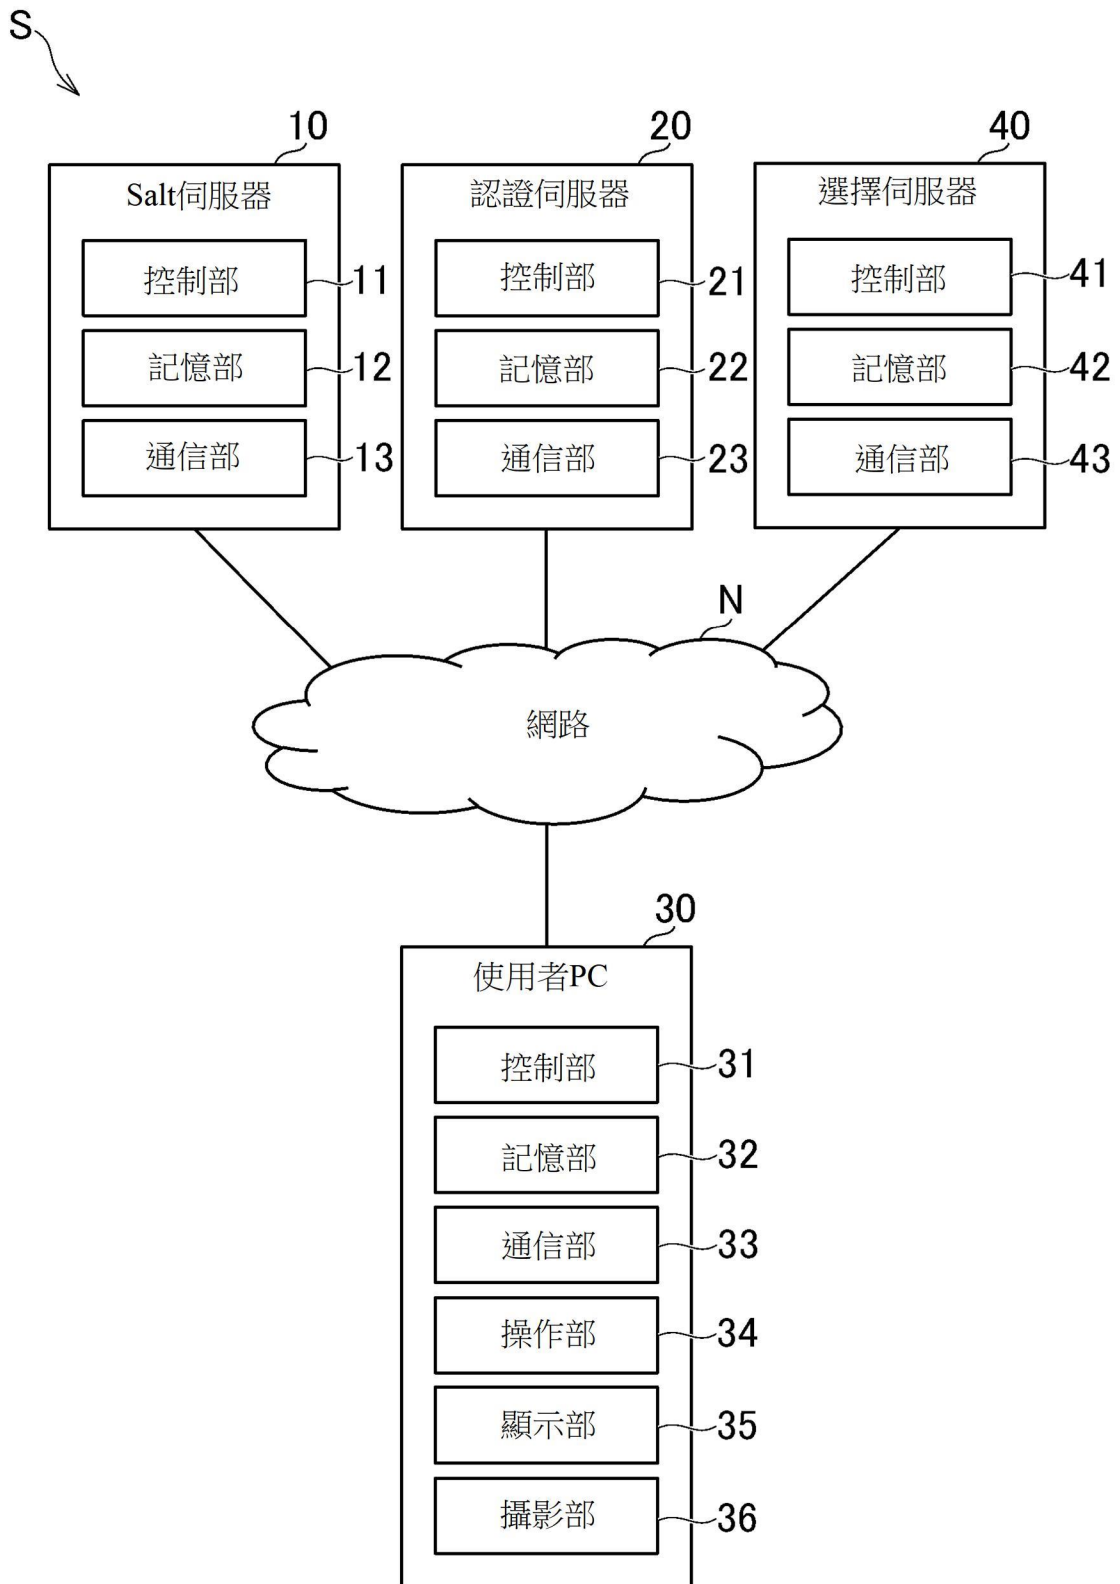 S
10
20
40
Salt伺服器
認證伺服器
選擇伺服器
控制部
11
控制部
21
控制部
41
記憶部
12
記憶部
22
記憶部
42
通信部
13
通信部
23
通信部
43
N
網路
30
使用者PC
控制部
31
記憶部
32
通信部
33
操作部
34
顯示部
35
攝影部
36